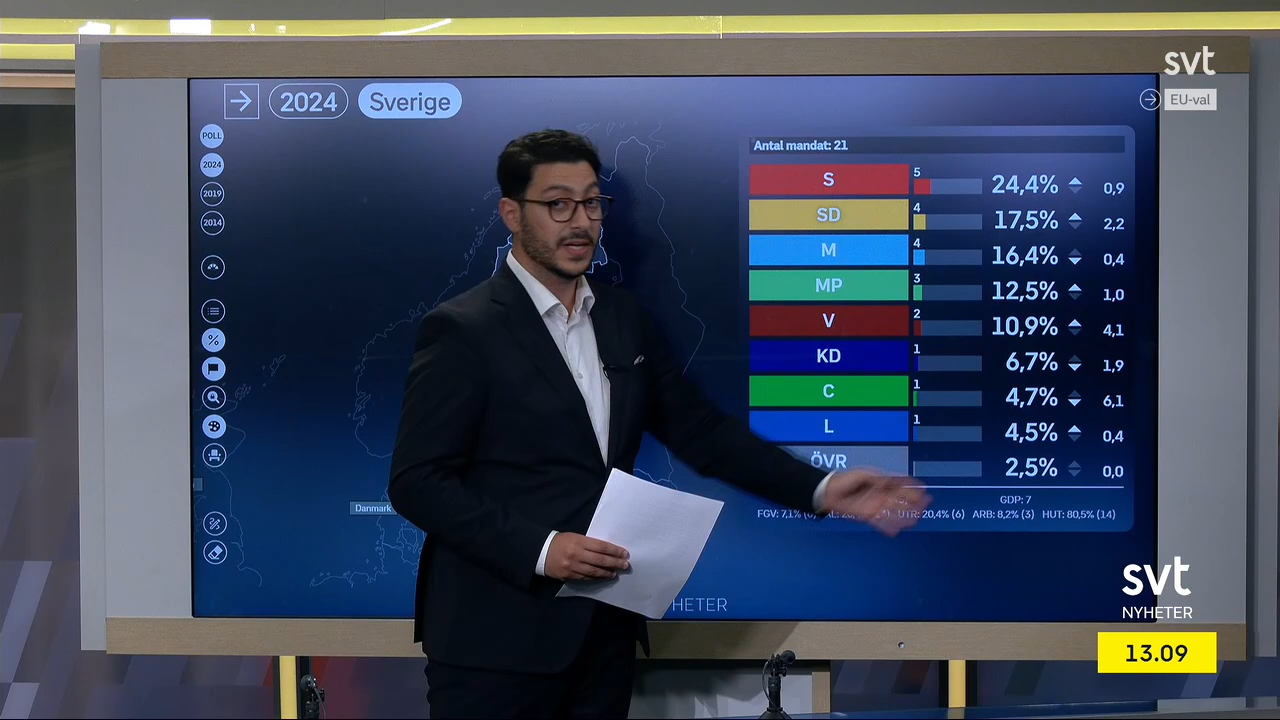 svt
EU-val
2024 Sverige
POLL
2024
2019
2014
Antal mandat: 21
S 5 24,4% 0,9
SD 4 17,5% 2,2
M 4 16,4% 0,4
MP 3 12,5% 1,0
V 2 10,9% 4,1
KD 1 6,7% 1,9
C 1 4,7% 6,1
L 1 4,5% 0,4
ÖVR 2,5% 0,0
GDP: 7
FGV: 7,1% UTR: 20,4% (6) ARB: 8,2% (3) HUT: 80,5% (14)
Danmark
HETER
svt
NYHETER
13.09